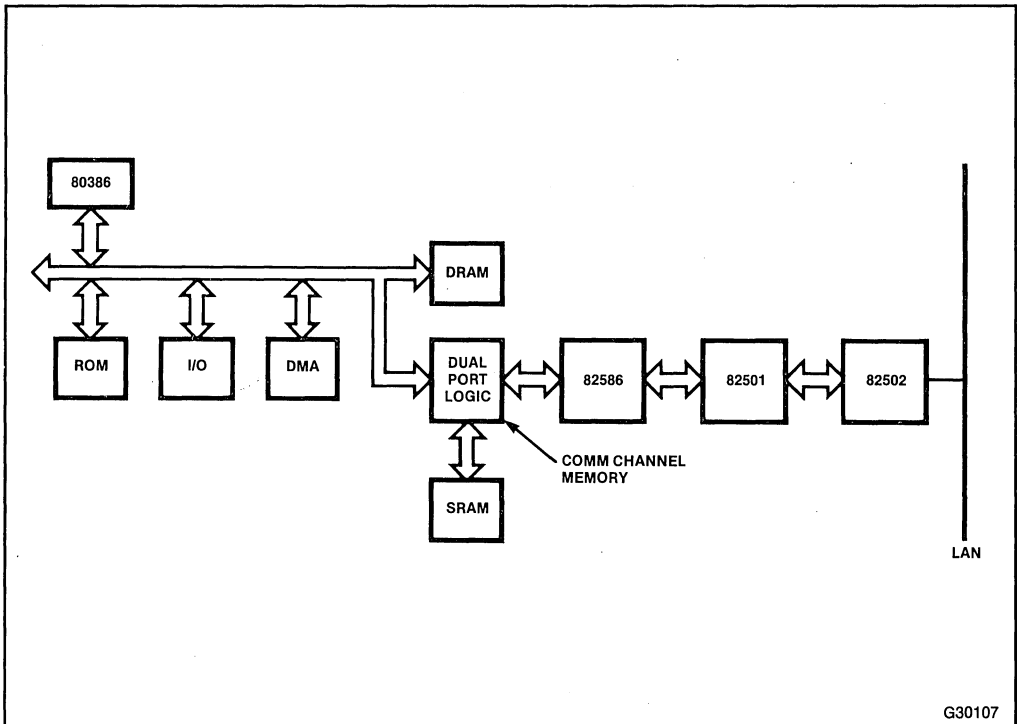 80386
DRAM
ROM
I/O
DMA
DUAL
PORT
LOGIC
82586
82501
82502
COMM CHANNEL
MEMORY
SRAM
LAN
G30107